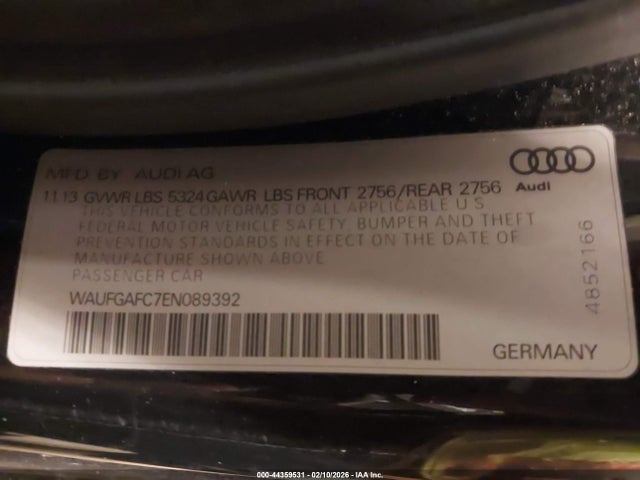 MFD. BY AUDI AG
11.13 GVWR LBS 5324 GAWR LBS FRONT 2756/REAR 2756
Audi
THIS VEHICLE CONFORMS TO ALL APPLICABLE U S
FEDERAL MOTOR VEHICLE SAFETY, BUMPER AND THEFT
PREVENTION STANDARDS IN EFFECT ON THE DATE OF
MANUFACTURE SHOWN ABOVE
PASSENGER CAR
WAUFGAFC7EN089392
4852166
GERMANY
000-44359531 - 02/10/2026 - IAA Inc.